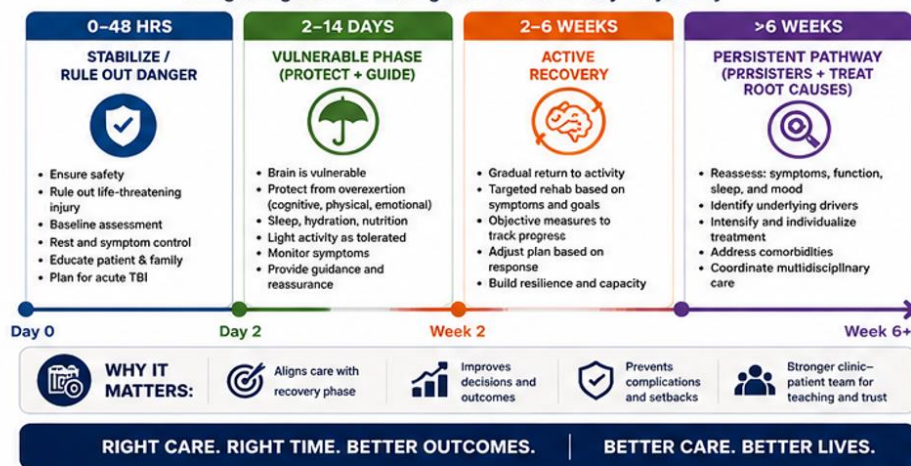 0–48 HRS
STABILIZE /
RULE OUT DANGER
• Ensure safety
• Rule out life-threatening
injury
• Baseline assessment
• Rest and symptom control
• Educate patient & family
• Plan for acute TBI
2–14 DAYS
VULNERABLE PHASE
(PROTECT + GUIDE)
• Brain is vulnerable
• Protect from overexertion
(cognitive, physical, emotional)
• Sleep, hydration, nutrition
• Light activity as tolerated
• Monitor symptoms
• Provide guidance and
reassurance
2–6 WEEKS
ACTIVE
RECOVERY
• Gradual return to activity
• Targeted rehab based on
symptoms and goals
• Objective measures to
track progress
• Adjust plan based on
response
• Build resilience and capacity
>6 WEEKS
PERSISTENT PATHWAY
(PRRSISTERS + TREAT
ROOT CAUSES)
• Reassess: symptoms, function,
sleep, and mood
• Identify underlying drivers
• Intensify and individualize
treatment
• Address comorbidities
• Coordinate multidisciplinary
care
Day 0
Day 2
Week 2
Week 6+
WHY IT
MATTERS:
Aligns care with
recovery phase
Improves
decisions and
outcomes
Prevents
complications
and setbacks
Stronger clinic–
patient team for
teaching and trust
RIGHT CARE. RIGHT TIME. BETTER OUTCOMES. | BETTER CARE. BETTER LIVES.